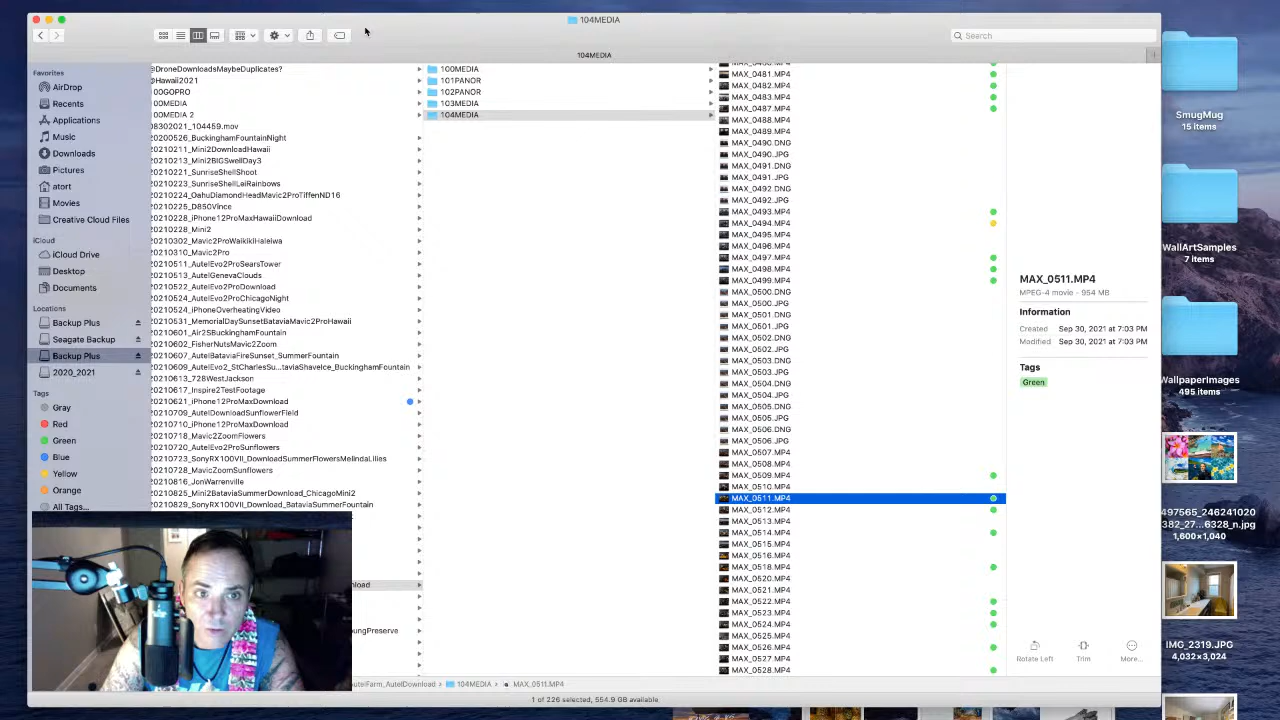 104MEDIA
Search
104MEDIA
Favorites
AirDrop
Recents
Applications
Music
Downloads
Pictures
atort
Movies
Creative Cloud Files
iCloud
iCloud Drive
Desktop
Documents
Locations
Backup Plus
Seagate Backup
Backup Plus
2020_2021
Tags
Gray
Red
Green
Blue
Yellow
Orange
All Tags...
@DroneDownloadsMaybeDuplicates?
@Hawaii2021
00GOPRO
00MEDIA
00MEDIA 2
08302021_104459.mov
20200526_BuckinghamFountainNight
20210211_Mini2DownloadHawaii
20210213_Mini2BIGSwellDay3
20210221_SunriseShellShoot
20210223_SunriseShellLeiRainbows
20210224_OahuDiamondHeadMavic2ProTiffenND16
20210225_D850Vince
20210228_iPhone12ProMaxHawaiiDownload
20210228_Mini2
20210302_Mavic2ProWaikikiHaleiwa
20210310_Mavic2Pro
20210513_AutelEvo2ProSearsTower
20210513_AutelGenevaClouds
20210522_AutelEvo2ProDownload
20210524_AutelEvo2ProChicagoNight
20210524_iPhoneOverheatingVideo
20210531_MemorialDaySunsetBataviaMavic2ProHawaii
20210601_Air2SBuckinghamFountain
20210602_FisherNutsMavic2Zoom
20210607_AutelBataviaFireSunset_SummerFountain
20210609_AutelEvo2_StCharlesSu...taviaShaveIce_BuckinghamFountain
20210613_728WestJackson
20210617_Inspire2TestFootage
20210621_iPhone12ProMaxDownload
20210709_AutelDownloadSunflowerField
20210710_iPhone12ProMaxDownload
20210718_Mavic2ZoomFlowers
20210720_AutelEvo2ProSunflowers
20210723_SonyRX100VII_DownloadSummerFlowersMelindaLilies
20210728_MavicZoomSunflowers
20210816_JonWarrenville
20210825_Mini2BataviaSummerDownload_ChicagoMini2
20210825_SonyRX100VII_Download_BataviaSummerFountain
nload
oungPreserve
100MEDIA
101PANOR
102PANOR
103MEDIA
104MEDIA
MAX_0481.MP4
MAX_0482.MP4
MAX_0483.MP4
MAX_0487.MP4
MAX_0488.MP4
MAX_0489.MP4
MAX_0490.DNG
MAX_0490.JPG
MAX_0491.DNG
MAX_0491.JPG
MAX_0492.DNG
MAX_0492.JPG
MAX_0493.MP4
MAX_0494.MP4
MAX_0495.MP4
MAX_0496.MP4
MAX_0497.MP4
MAX_0498.MP4
MAX_0499.MP4
MAX_0500.DNG
MAX_0500.JPG
MAX_0501.DNG
MAX_0501.JPG
MAX_0502.DNG
MAX_0502.JPG
MAX_0503.DNG
MAX_0503.JPG
MAX_0504.DNG
MAX_0504.JPG
MAX_0505.DNG
MAX_0505.JPG
MAX_0506.DNG
MAX_0506.JPG
MAX_0507.MP4
MAX_0508.MP4
MAX_0509.MP4
MAX_0510.MP4
MAX_0511.MP4
MAX_0512.MP4
MAX_0513.MP4
MAX_0514.MP4
MAX_0515.MP4
MAX_0516.MP4
MAX_0518.MP4
MAX_0520.MP4
MAX_0521.MP4
MAX_0522.MP4
MAX_0523.MP4
MAX_0524.MP4
MAX_0525.MP4
MAX_0526.MP4
MAX_0527.MP4
MAX_0528.MP4
MAX_0511.MP4
MPEG-4 movie - 954 MB
Information
Created Sep 30, 2021 at 7:03 PM
Modified Sep 30, 2021 at 7:03 PM
Tags
Green
Rotate Left
Trim
More...
AutelFarm_AutelDownload
104MEDIA
MAX_0511.MP4
1 of 226 selected, 554.9 GB available
SmugMug
15 items
WallArtSamples
7 items
WallpaperImages
495 items
497565_246241020
382_27...6328_n.jpg
1,600×1,040
IMG_2319.JPG
4,032×3,024